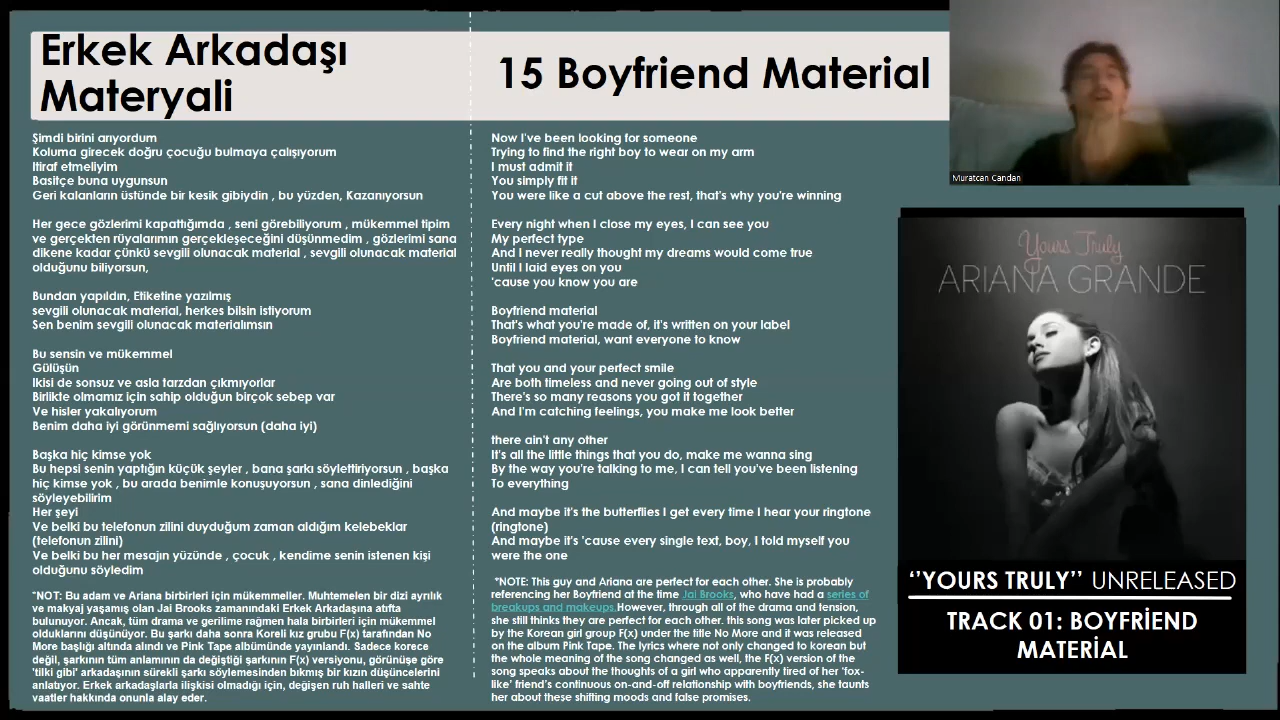 Erkek Arkadaşı
Materyali
Şimdi birini arıyordum
Koluma girecek doğru çocuğu bulmaya çalışıyorum
Itiraf etmeliyim
Basitçe buna uygunsun
Geri kalanların üstünde bir kesik gibiydin , bu yüzden, Kazanıyorsun
Her gece gözlerimi kapattığımda , seni görebiliyorum , mükemmel tipim
ve gerçekten rüyalarımın gerçekleşeceğini düşünmedim , gözlerimi sana
dikene kadar çünkü sevgili olunacak material , sevgili olunacak material
olduğunu biliyorsun,
Bundan yapıldın, Etiketine yazılmış
sevgili olunacak material, herkes bilsin istiyorum
Sen benim sevgili olunacak materialımsın
Bu sensin ve mükemmel
Gülüşün
Ikisi de sonsuz ve asla tarzdan çıkmıyorlar
Birlikte olmamız için sahip olduğun birçok sebep var
Ve hisler yakalıyorum
Benim daha iyi görünmemi sağlıyorsun (daha iyi)
Başka hiç kimse yok
Bu hepsi senin yaptığın küçük şeyler , bana şarkı söylettiriyorsun , başka
hiç kimse yok , bu arada benimle konuşuyorsun , sana dinlediğini
söyleyebilirim
Her şeyi
Ve belki bu telefonun zilini duyduğum zaman aldığım kelebekler
(telefonun zilini)
Ve belki bu her mesajın yüzünde , çocuk , kendime senin istenen kişi
olduğunu söyledim
*NOT: Bu adam ve Ariana birbirleri için mükemmeller. Muhtemelen bir dizi ayrılık
ve makyaj yaşamış olan Jai Brooks zamanındaki Erkek Arkadaşına atıfta
bulunuyor. Ancak, tüm drama ve gerilime rağmen hala birbirleri için mükemmel
olduklarını düşünüyor. Bu şarkı daha sonra Koreli kız grubu F(x) tarafından No
More başlığı altında alındı ve Pink Tape albümünde yayınlandı. Sadece korece
değil, şarkının tüm anlamının da değiştiği şarkının F(x) versiyonu, görünüşe göre
'tilki gibi' arkadaşının sürekli şarkı söylemesinden bıkmış bir kızın düşüncelerini
anlatıyor. Erkek arkadaşlarla ilişkisi olmadığı için, değişen ruh halleri ve sahte
vaatler hakkında onunla alay eder.
15 Boyfriend Material
Now I've been looking for someone
Trying to find the right boy to wear on my arm
I must admit it
You simply fit it
You were like a cut above the rest, that's why you're winning
Every night when I close my eyes, I can see you
My perfect type
And I never really thought my dreams would come true
Until I laid eyes on you
'cause you know you are
Boyfriend material
That's what you're made of, it's written on your label
Boyfriend material, want everyone to know
That you and your perfect smile
Are both timeless and never going out of style
There's so many reasons you got it together
And I'm catching feelings, you make me look better
there ain't any other
It's all the little things that you do, make me wanna sing
By the way you're talking to me, I can tell you've been listening
To everything
And maybe it's the butterflies I get every time I hear your ringtone
(ringtone)
And maybe it's 'cause every single text, boy, I told myself you
were the one
*NOTE: This guy and Ariana are perfect for each other. She is probably
referencing her Boyfriend at the time Jai Brooks, who have had a series of
breakups and makeups.However, through all of the drama and tension,
she still thinks they are perfect for each other. this song was later picked up
by the Korean girl group F(x) under the title No More and it was released
on the album Pink Tape. The lyrics where not only changed to korean but
the whole meaning of the song changed as well, the F(x) version of the
song speaks about the thoughts of a girl who apparently tired of her 'fox-
like' friend's continuous on-and-off relationship with boyfriends, she taunts
her about these shifting moods and false promises.
Muratcan Candan
Yours Truly
ARIANA GRANDE
‘’YOURS TRULY’’ UNRELEASED
TRACK 01: BOYFRİEND
MATERİAL